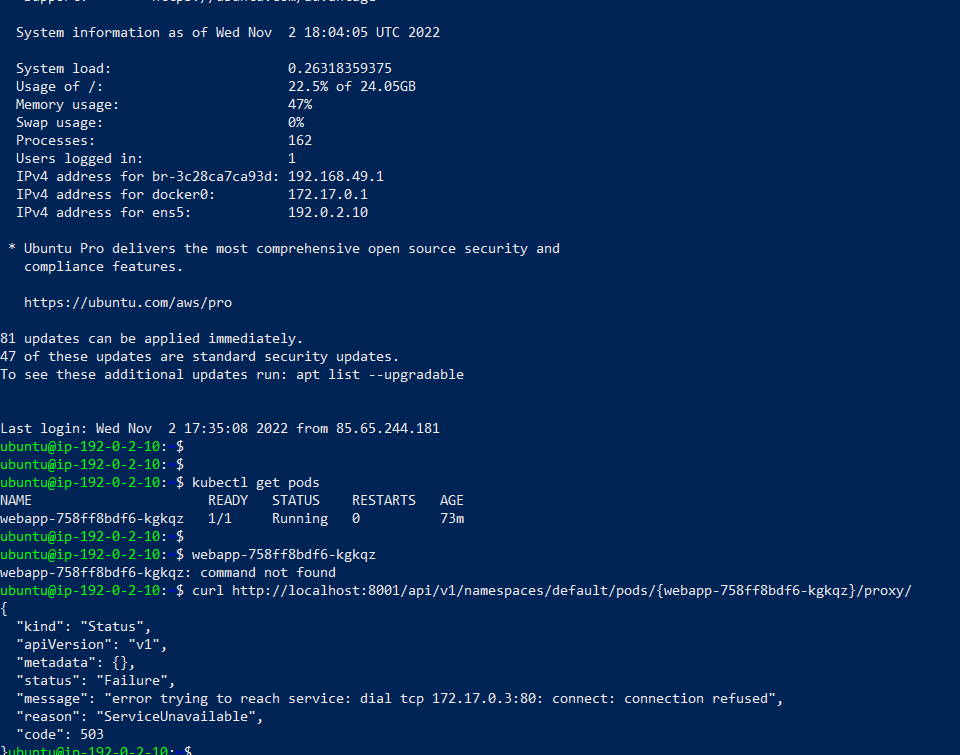 System information as of Wed Nov  2 18:04:05 UTC 2022
System load:                      0.26318359375
Usage of /:                       22.5% of 24.05GB
Memory usage:                     47%
Swap usage:                       0%
Processes:                        162
Users logged in:                  1
IPv4 address for br-3c28ca7ca93d: 192.168.49.1
IPv4 address for docker0:         172.17.0.1
IPv4 address for ens5:            192.0.2.10
* Ubuntu Pro delivers the most comprehensive open source security and
compliance features.
https://ubuntu.com/aws/pro
81 updates can be applied immediately.
47 of these updates are standard security updates.
To see these additional updates run: apt list --upgradable
Last login: Wed Nov  2 17:35:08 2022 from 85.65.244.181
ubuntu@ip-192-0-2-10: $
ubuntu@ip-192-0-2-10: $
ubuntu@ip-192-0-2-10: $ kubectl get pods
NAME                      READY   STATUS    RESTARTS   AGE
webapp-758ff8bdf6-kgkqz   1/1     Running   0          73m
ubuntu@ip-192-0-2-10: $
ubuntu@ip-192-0-2-10: $ webapp-758ff8bdf6-kgkqz
webapp-758ff8bdf6-kgkqz: command not found
ubuntu@ip-192-0-2-10: $ curl http://localhost:8001/api/v1/namespaces/default/pods/{webapp-758ff8bdf6-kgkqz}/proxy/
{
"kind": "Status",
"apiVersion": "v1",
"metadata": {},
"status": "Failure",
"message": "error trying to reach service: dial tcp 172.17.0.3:80: connect: connection refused",
"reason": "ServiceUnavailable",
"code": 503
}ubuntu@ip-192-0-2-10: $